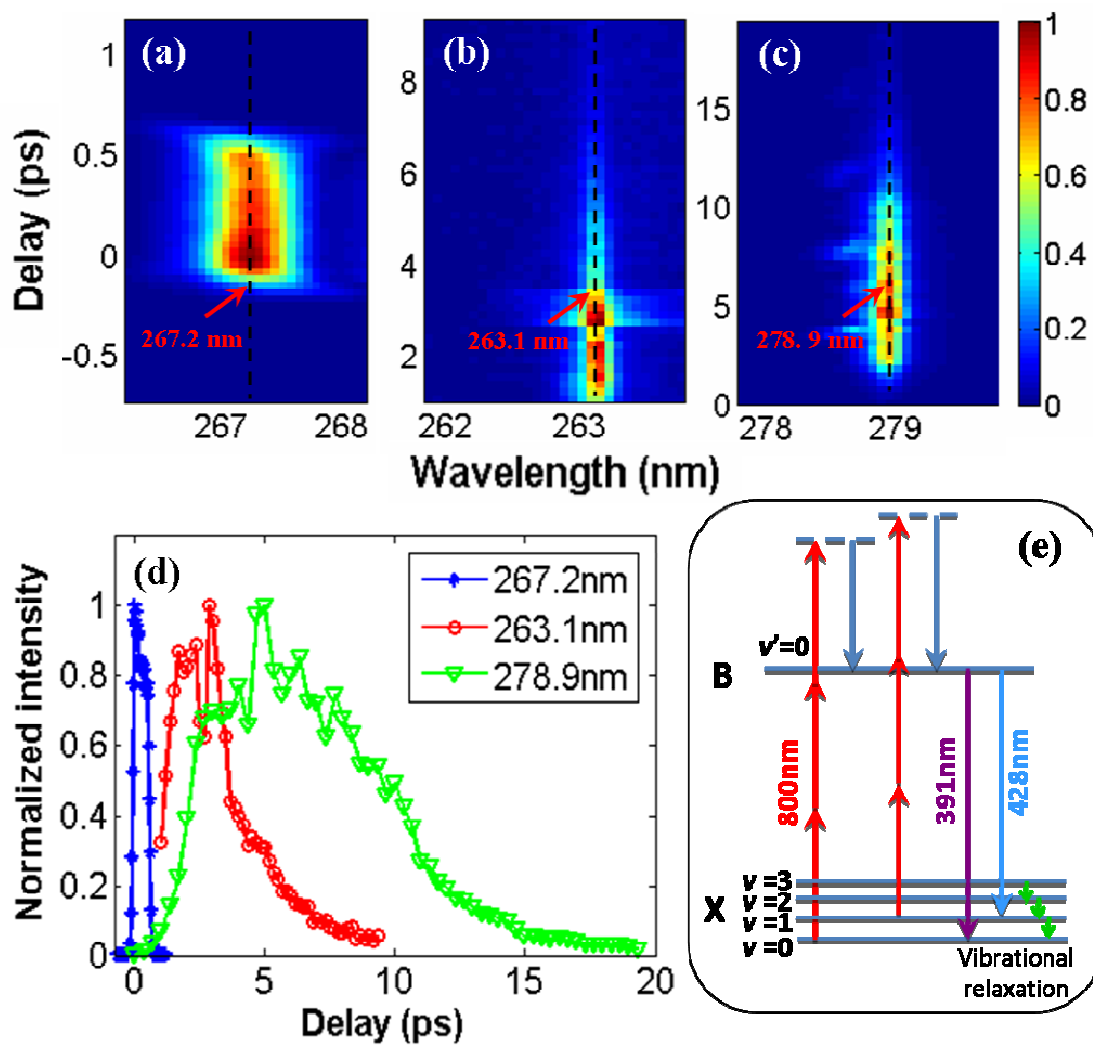 (a) (b) (c)
1
0.5
0
-0.5
8
6
4
2
15
10
5
0
1
0.8
0.6
0.4
0.2
0
Delay (ps)
267.2 nm
263.1 nm
278. 9 nm
267 268 262 263 278 279
Wavelength (nm)
(d)
267.2nm
263.1nm
278.9nm
Normalized intensity
1
0.8
0.6
0.4
0.2
0
0 5 10 15 20
Delay (ps)
(e)
v'=0
B
800nm
391nm
428nm
X
v =3
v =2
v =1
v =0
Vibrational
relaxation